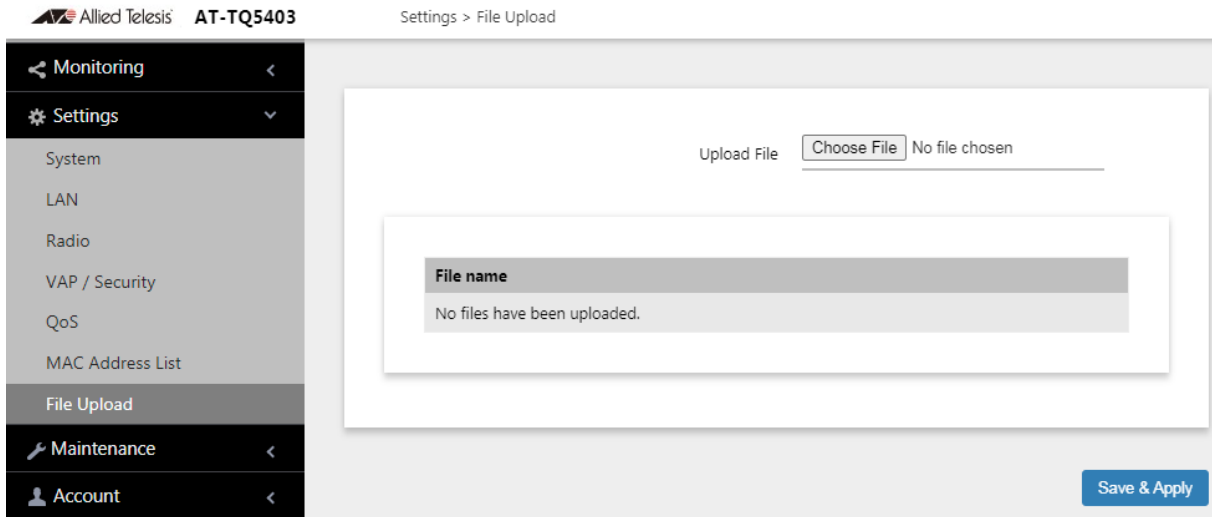 Allied Telesis AT-TQ5403 Settings > File Upload
Monitoring
Settings
System
LAN
Radio
VAP / Security
QoS
MAC Address List
File Upload
Maintenance
Account
Upload File Choose File No file chosen
File name
No files have been uploaded.
Save & Apply